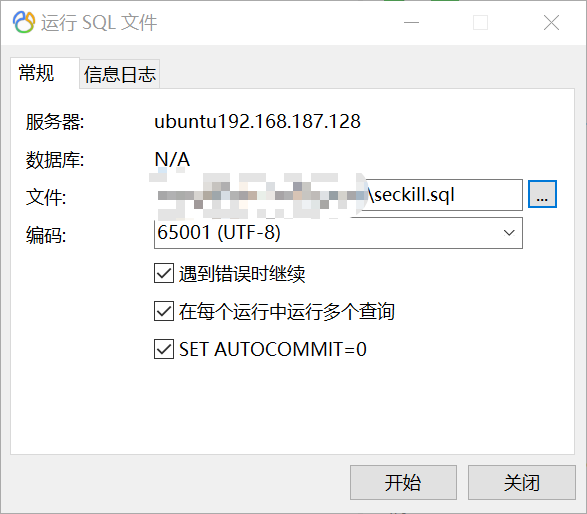 运行 SQL 文件
常规 信息日志
服务器: ubuntu192.168.187.128
数据库: N/A
文件: \seckill.sql ...
编码: 65001 (UTF-8)
遇到错误时继续
在每个运行中运行多个查询
SET AUTOCOMMIT=0
开始 关闭